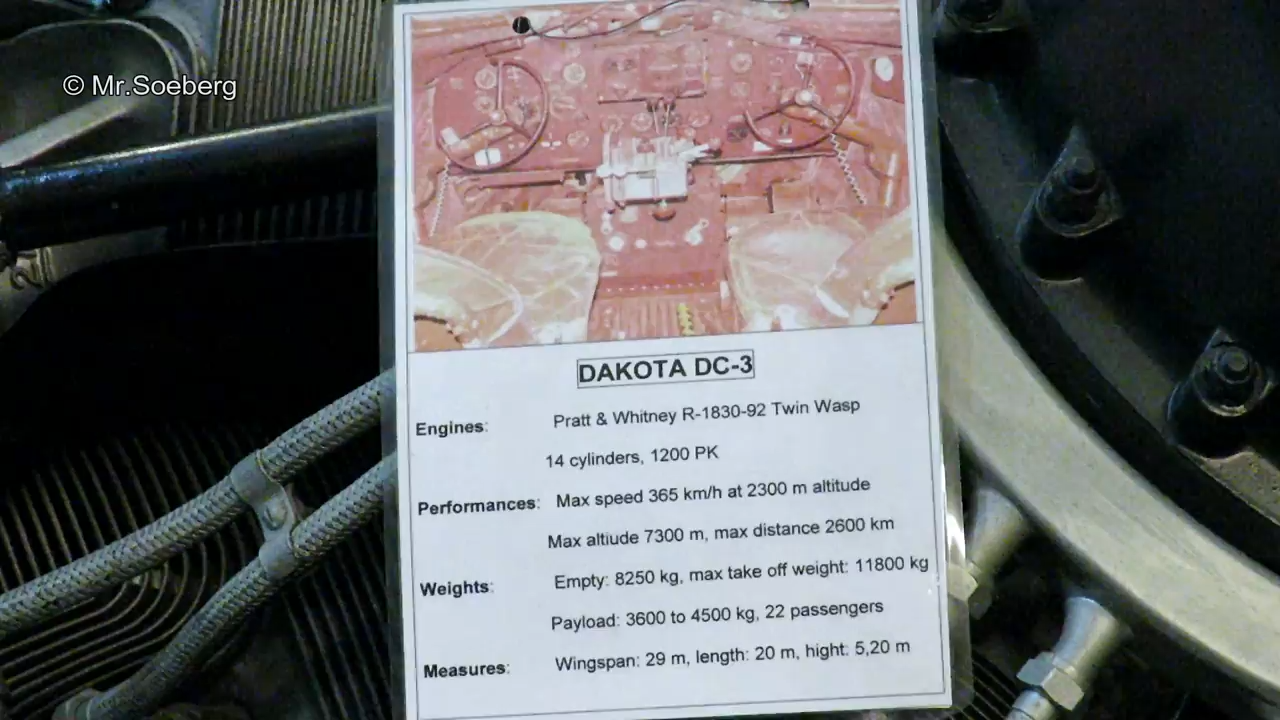 © Mr.Soeberg
DAKOTA DC-3
Engines: Pratt & Whitney R-1830-92 Twin Wasp
14 cylinders, 1200 PK
Performances: Max speed 365 km/h at 2300 m altitude
Max altiude 7300 m, max distance 2600 km
Weights: Empty: 8250 kg, max take off weight: 11800 kg
Payload: 3600 to 4500 kg, 22 passengers
Measures: Wingspan: 29 m, length: 20 m, hight: 5,20 m